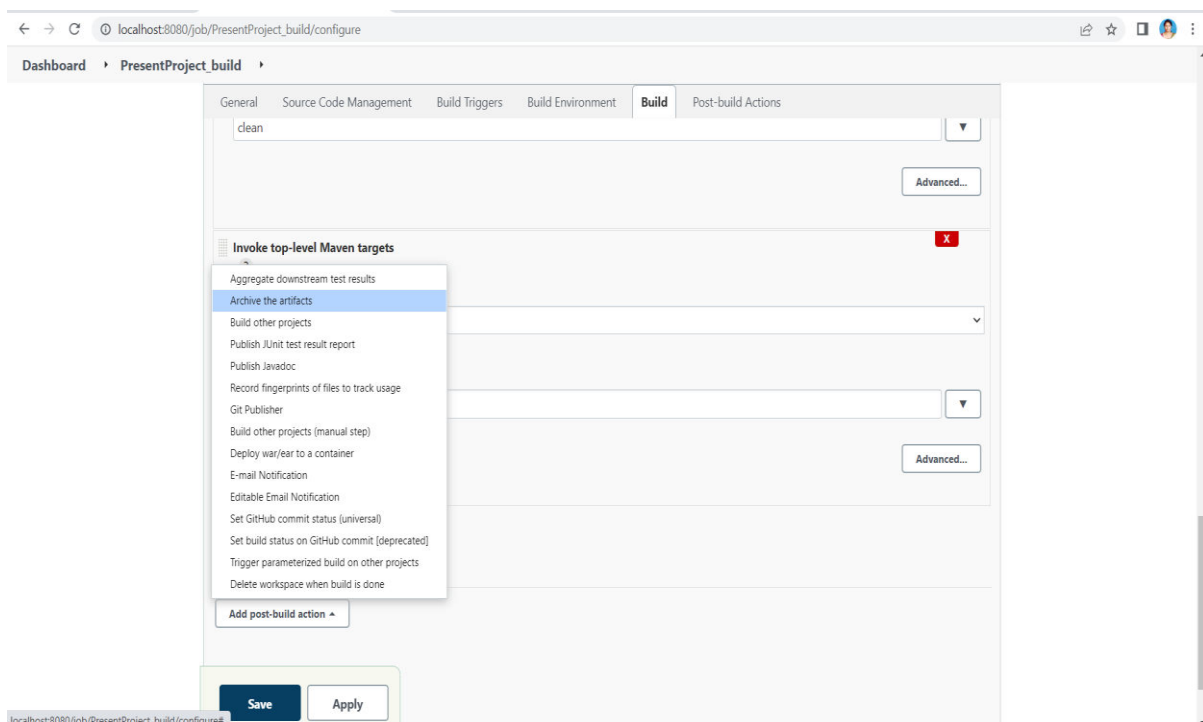 localhost:8080/job/PresentProject_build/configure
Dashboard PresentProject_build
General Source Code Management Build Triggers Build Environment Build Post-build Actions
clean
Advanced...
Invoke top-level Maven targets
X
Aggregate downstream test results
Archive the artifacts
Build other projects
Publish JUnit test result report
Publish Javadoc
Record fingerprints of files to track usage
Git Publisher
Build other projects (manual step)
Deploy war/ear to a container
Advanced...
E-mail Notification
Editable Email Notification
Set GitHub commit status (universal)
Set build status on GitHub commit [deprecated]
Trigger parameterized build on other projects
Delete workspace when build is done
Add post-build action
Save Apply
localhost:8080/job/PresentProject_build/configure#